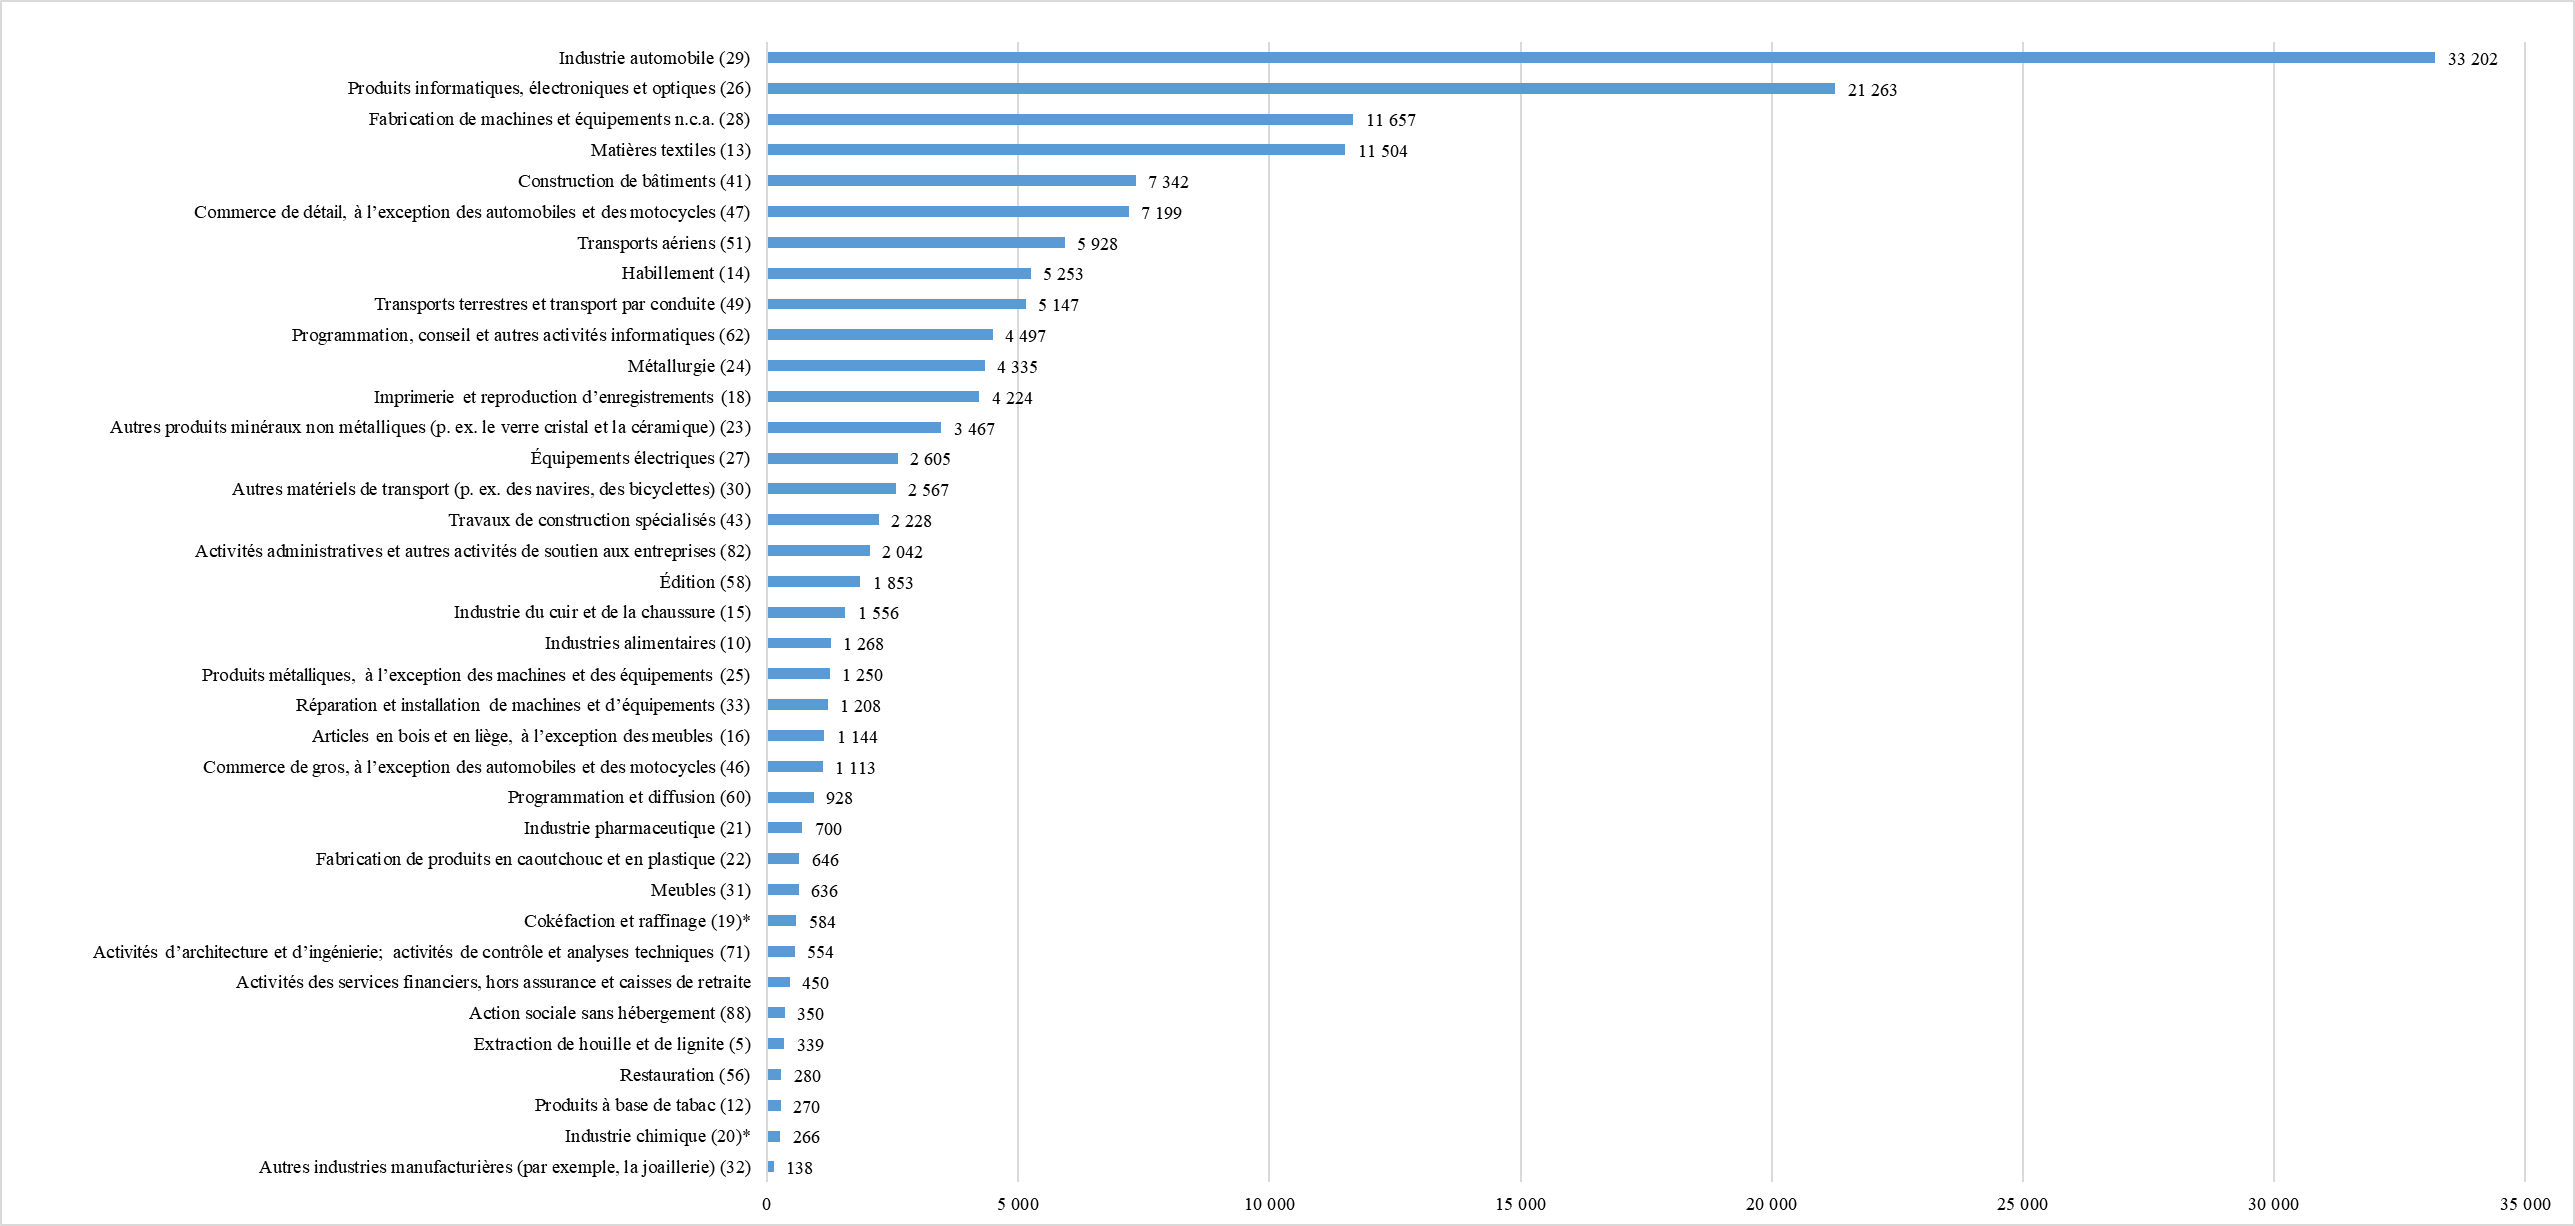 Industrie automobile (29) 33 202
Produits informatiques, électroniques et optiques (26) 21 263
Fabrication de machines et équipements n.c.a. (28) 11 657
Matières textiles (13) 11 504
Construction de bâtiments (41) 7 342
Commerce de détail, à l’exception des automobiles et des motocycles (47) 7 199
Transports aériens (51) 5 928
Habillement (14) 5 253
Transports terrestres et transport par conduite (49) 5 147
Programmation, conseil et autres activités informatiques (62) 4 497
Métallurgie (24) 4 335
Imprimerie et reproduction d’enregistrements (18) 4 224
Autres produits minéraux non métalliques (p. ex. le verre cristal et la céramique) (23) 3 467
Équipements électriques (27) 2 605
Autres matériels de transport (p. ex. des navires, des bicyclettes) (30) 2 567
Travaux de construction spécialisés (43) 2 228
Activités administratives et autres activités de soutien aux entreprises (82) 2 042
Édition (58) 1 853
Industrie du cuir et de la chaussure (15) 1 556
Industries alimentaires (10) 1 268
Produits métalliques, à l’exception des machines et des équipements (25) 1 250
Réparation et installation de machines et d’équipements (33) 1 208
Articles en bois et en liège, à l’exception des meubles (16) 1 144
Commerce de gros, à l’exception des automobiles et des motocycles (46) 1 113
Programmation et diffusion (60) 928
Industrie pharmaceutique (21) 700
Fabrication de produits en caoutchouc et en plastique (22) 646
Meubles (31) 636
Cokéfaction et raffinage (19)* 584
Activités d’architecture et d’ingénierie; activités de contrôle et analyses techniques (71) 554
Activités des services financiers, hors assurance et caisses de retraite 450
Action sociale sans hébergement (88) 350
Extraction de houille et de lignite (5) 339
Restauration (56) 280
Produits à base de tabac (12) 270
Industrie chimique (20)* 266
Autres industries manufacturières (par exemple, la joaillerie) (32) 138
0 5 000 10 000 15 000 20 000 25 000 30 000 35 000